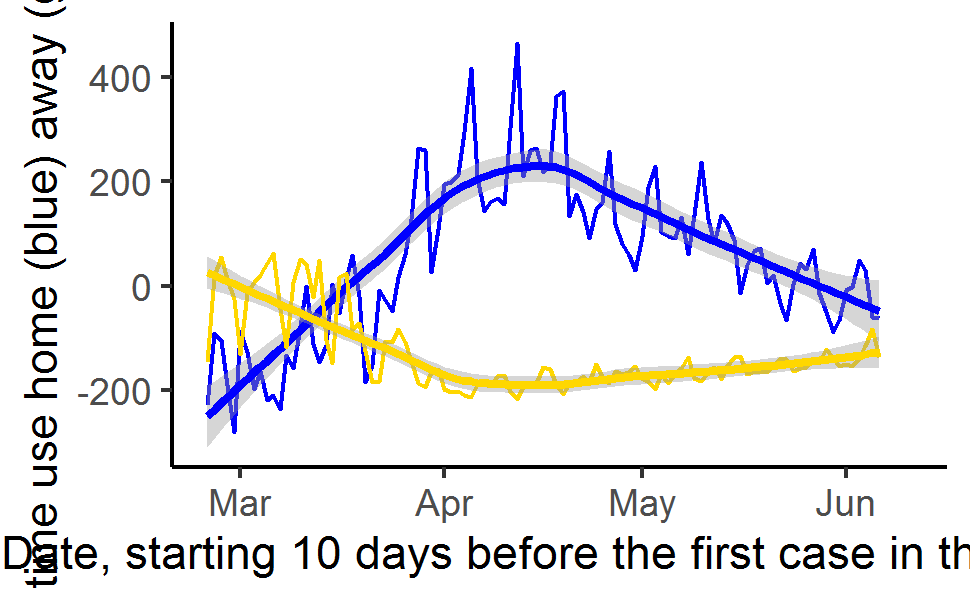 time use home (blue) away (
400
200
0
-200
Mar Apr May Jun
Date, starting 10 days before the first case in th